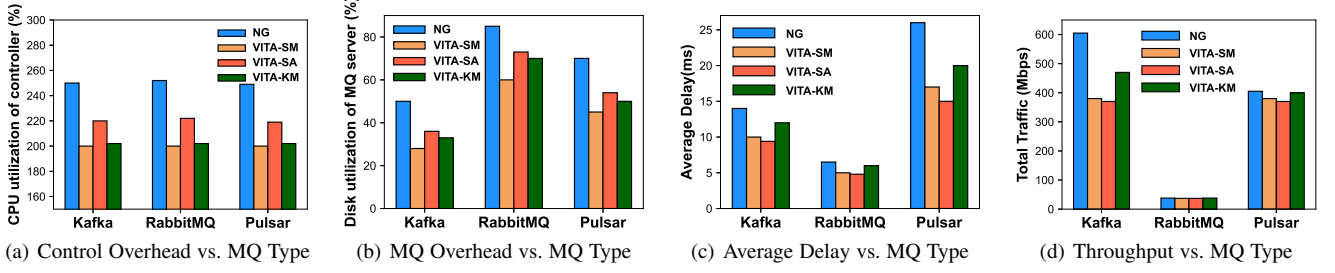 CPU utilization of controller (%)
300
280
260
240
220
200
180
160
NG
VITA-SM
VITA-SA
VITA-KM
Kafka RabbitMQ Pulsar
(a) Control Overhead vs. MQ Type
Disk utilization of MQ server (%)
80
60
40
20
0
NG
VITA-SM
VITA-SA
VITA-KM
Kafka RabbitMQ Pulsar
(b) MQ Overhead vs. MQ Type
Average Delay(ms)
25
20
15
10
5
0
NG
VITA-SM
VITA-SA
VITA-KM
Kafka RabbitMQ Pulsar
(c) Average Delay vs. MQ Type
Total Traffic (Mbps)
600
500
400
300
200
100
0
NG
VITA-SM
VITA-SA
VITA-KM
Kafka RabbitMQ Pulsar
(d) Throughput vs. MQ Type